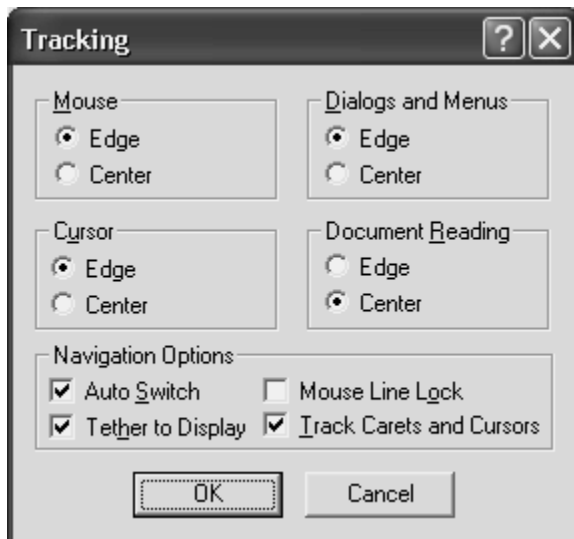 Tracking
Mouse
Edge
Center
Dialogs and Menus
Edge
Center
Cursor
Edge
Center
Document Reading
Edge
Center
Navigation Options
Auto Switch
Mouse Line Lock
Tether to Display
Track Carets and Cursors
OK
Cancel